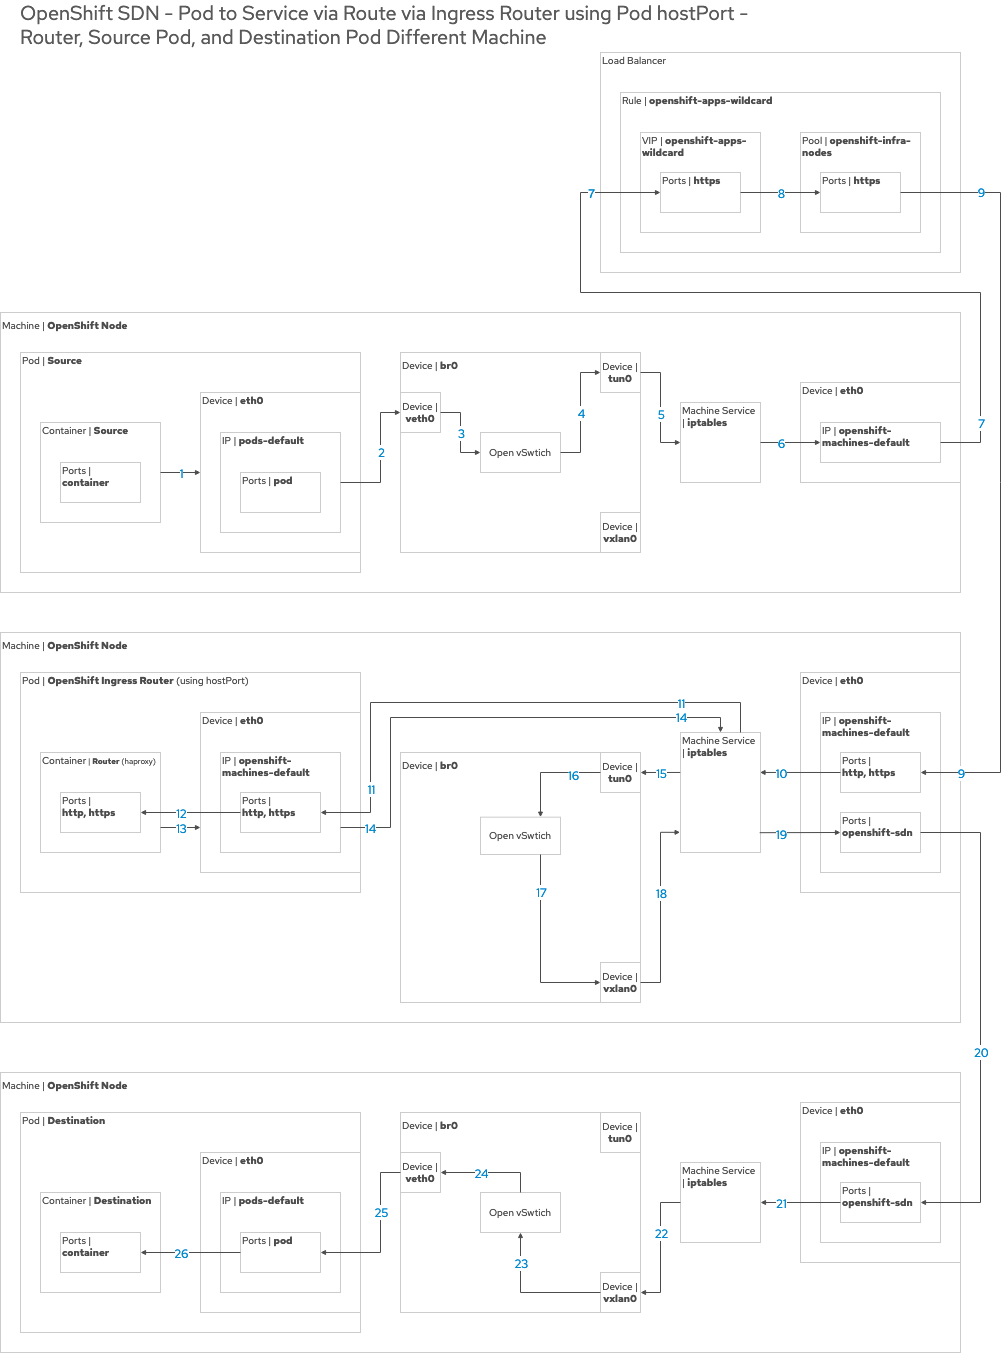 OpenShift SDN - Pod to Service via Route via Ingress Router using Pod hostPort -
Router, Source Pod, and Destination Pod Different Machine
Load Balancer
Rule | openshift-apps-wildcard
VIP | openshift-apps-
wildcard
Pool | openshift-infra-
nodes
Ports | https
Ports | https
7
8
9
Machine | OpenShift Node
Pod | Source
Device | eth0
Container | Source
IP | pods-default
Ports |
container
Ports | pod
1
2
Device | br0
Device |
veth0
3
Open vSwtich
4
Device |
tun0
5
Device |
vxlan0
Machine Service
| iptables
6
Device | eth0
IP | openshift-
machines-default
7
Machine | OpenShift Node
Pod | OpenShift Ingress Router (using hostPort)
Device | eth0
Container | Router (haproxy)
IP | openshift-
machines-default
Ports |
http, https
Ports |
http, https
12
13
11
14
11
14
Device | br0
16
Device |
tun0
15
Open vSwtich
17
18
Device |
vxlan0
Machine Service
| iptables
10
19
Device | eth0
IP | openshift-
machines-default
Ports |
http, https
9
Ports |
openshift-sdn
20
Machine | OpenShift Node
Pod | Destination
Device | eth0
Container | Destination
IP | pods-default
Ports |
container
Ports | pod
26
25
Device | br0
Device |
tun0
Device |
veth0
24
Open vSwtich
23
22
Device |
vxlan0
Machine Service
| iptables
21
Device | eth0
IP | openshift-
machines-default
Ports |
openshift-sdn